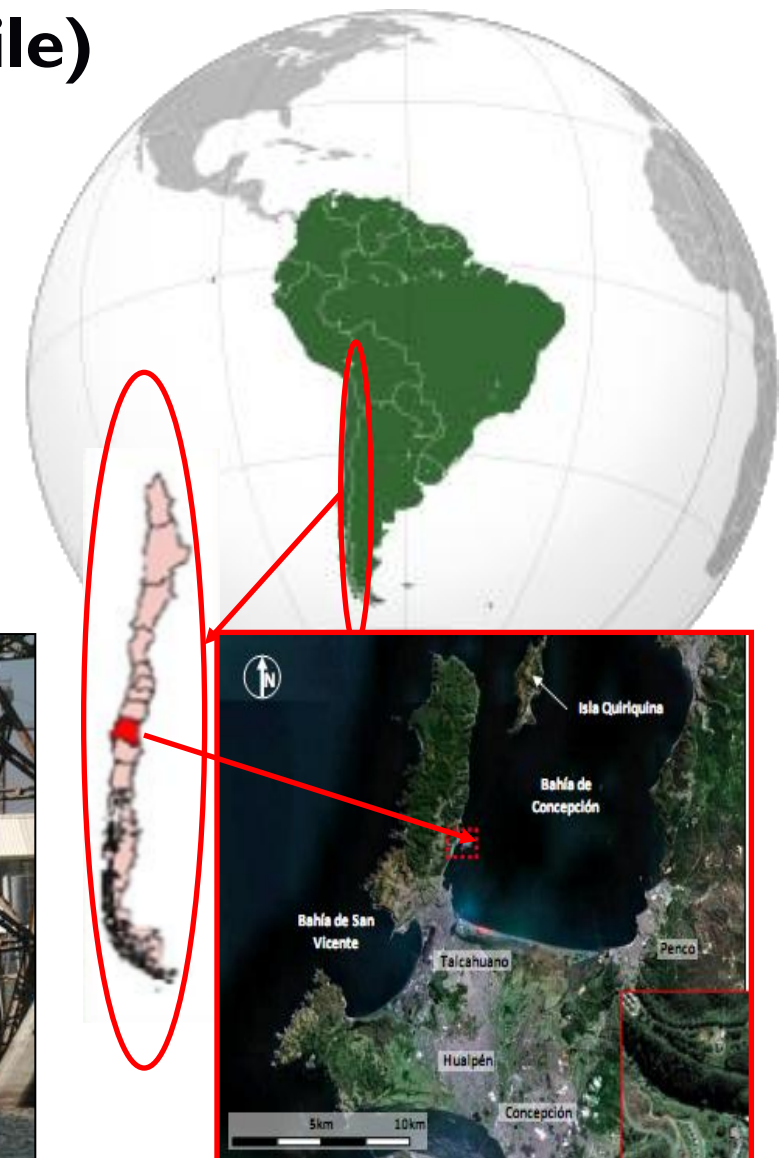 ile)
N
Isla Quiriquina
Bahía de
Concepción
Bahía de San
Vicente
Talcahuano
Penco
Hualpén
Concepción
5km
10km